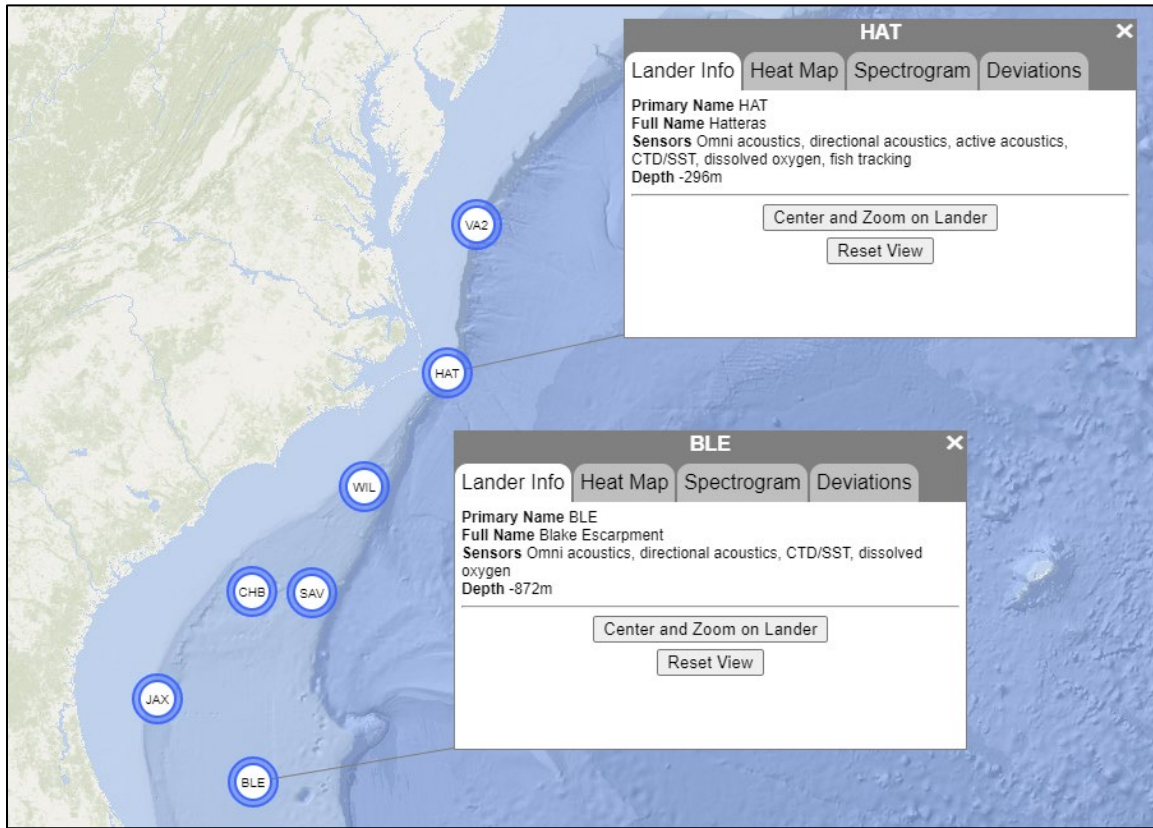 HAT ×
Lander Info Heat Map Spectrogram Deviations
Primary Name HAT
Full Name Hatteras
Sensors Omni acoustics, directional acoustics, active acoustics,
CTD/SST, dissolved oxygen, fish tracking
Depth -296m
Center and Zoom on Lander
Reset View
VA2
HAT
BLE ×
Lander Info Heat Map Spectrogram Deviations
Primary Name BLE
Full Name Blake Escarpment
Sensors Omni acoustics, directional acoustics, CTD/SST, dissolved
oxygen
Depth -872m
Center and Zoom on Lander
Reset View
WIL
CHB
SAV
JAX
BLE